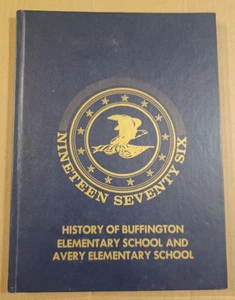 NINETEEN SEVENTY SIX
HISTORY OF BUFFINGTON
ELEMENTARY SCHOOL AND
AVERY ELEMENTARY SCHOOL